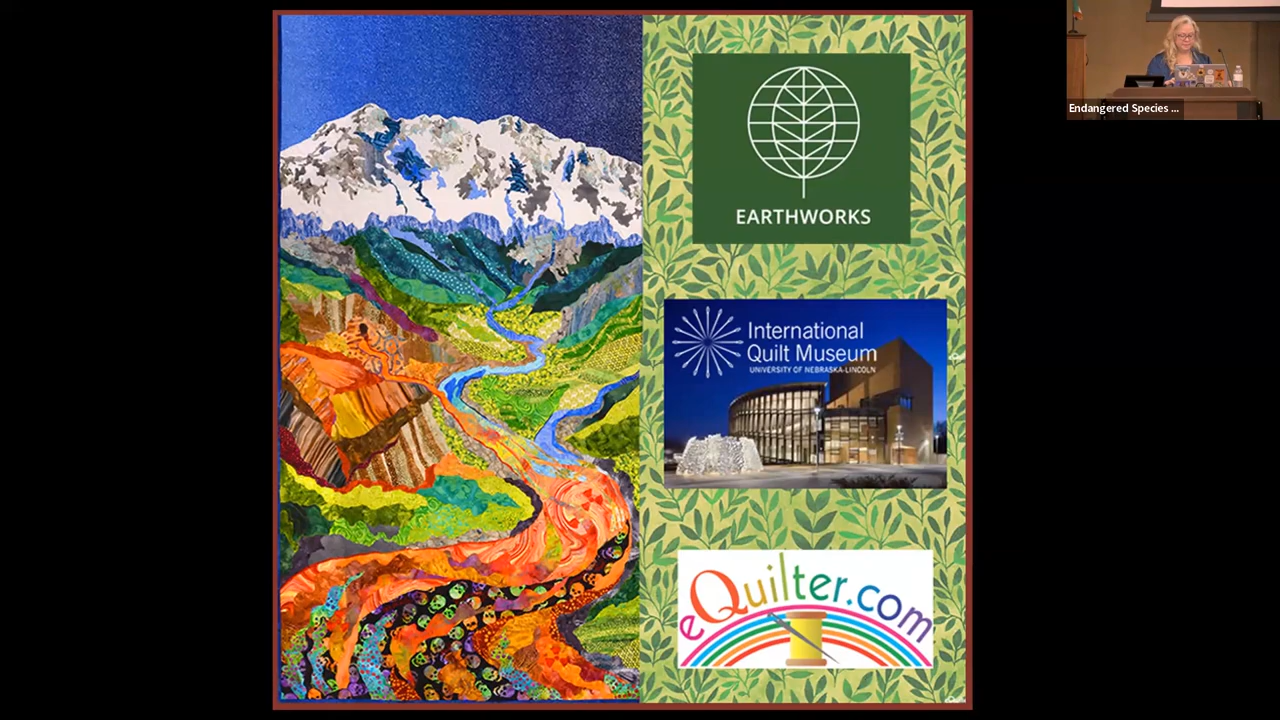 EARTHWORKS
International
Quilt Museum
UNIVERSITY OF NEBRASKA-LINCOLN
eQuilter.com
Endangered Species ...